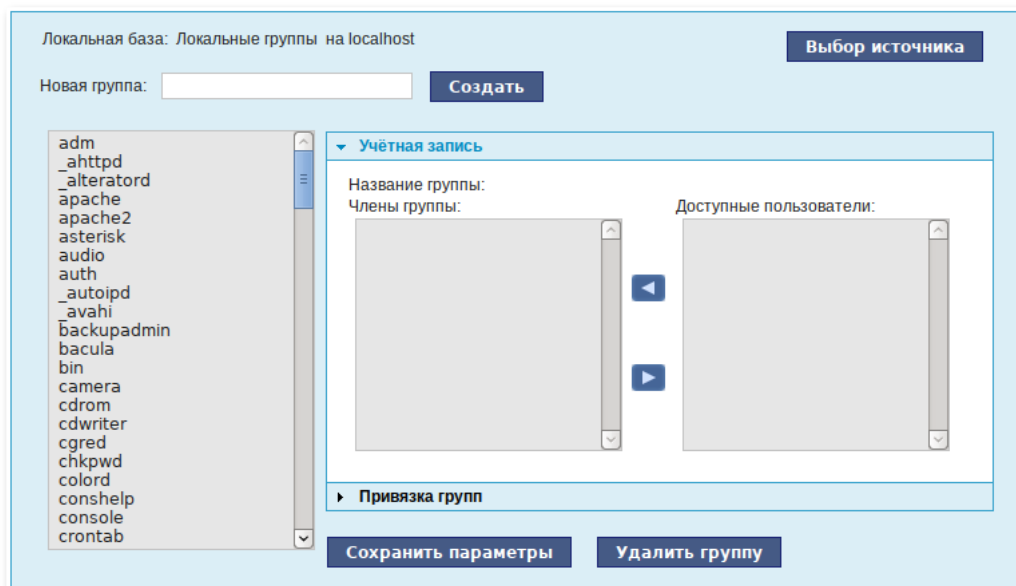 Локальная база: Локальные группы на localhost
Выбор источника
Новая группа:
Создать
adm
_ahttpd
_alteratord
apache
apache2
asterisk
audio
auth
_autoipd
_avahi
backupadmin
bacula
bin
camera
cdrom
cdwriter
cgred
chkpwd
colord
conshelp
console
crontab
Учётная запись
Название группы:
Члены группы:
Доступные пользователи:
Привязка групп
Сохранить параметры
Удалить группу